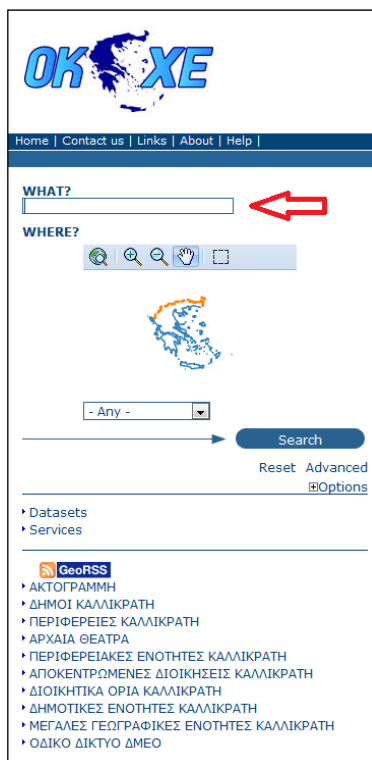 OK XE
Home | Contact us | Links | About | Help |
WHAT?
WHERE?
- Any -
Search
Reset Advanced
Options
Datasets
Services
GeoRSS
ΑΚΤΟΓΡΑΜΜΗ
ΔΗΜΟΙ ΚΑΛΛΙΚΡΑΤΗ
ΠΕΡΙΦΕΡΕΙΕΣ ΚΑΛΛΙΚΡΑΤΗ
ΑΡΧΑΙΑ ΘΕΑΤΡΑ
ΠΕΡΙΦΕΡΕΙΑΚΕΣ ΕΝΟΤΗΤΕΣ ΚΑΛΛΙΚΡΑΤΗ
ΑΠΟΚΕΝΤΡΩΜΕΝΕΣ ΔΙΟΙΚΗΣΕΙΣ ΚΑΛΛΙΚΡΑΤΗ
ΔΙΟΙΚΗΤΙΚΑ ΟΡΙΑ ΚΑΛΛΙΚΡΑΤΗ
ΔΗΜΟΤΙΚΕΣ ΕΝΟΤΗΤΕΣ ΚΑΛΛΙΚΡΑΤΗ
ΜΕΓΑΛΕΣ ΓΕΩΓΡΑΦΙΚΕΣ ΕΝΟΤΗΤΕΣ ΚΑΛΛΙΚΡΑΤΗ
ΟΔΙΚΟ ΔΙΚΤΥΟ ΔΜΕΟ